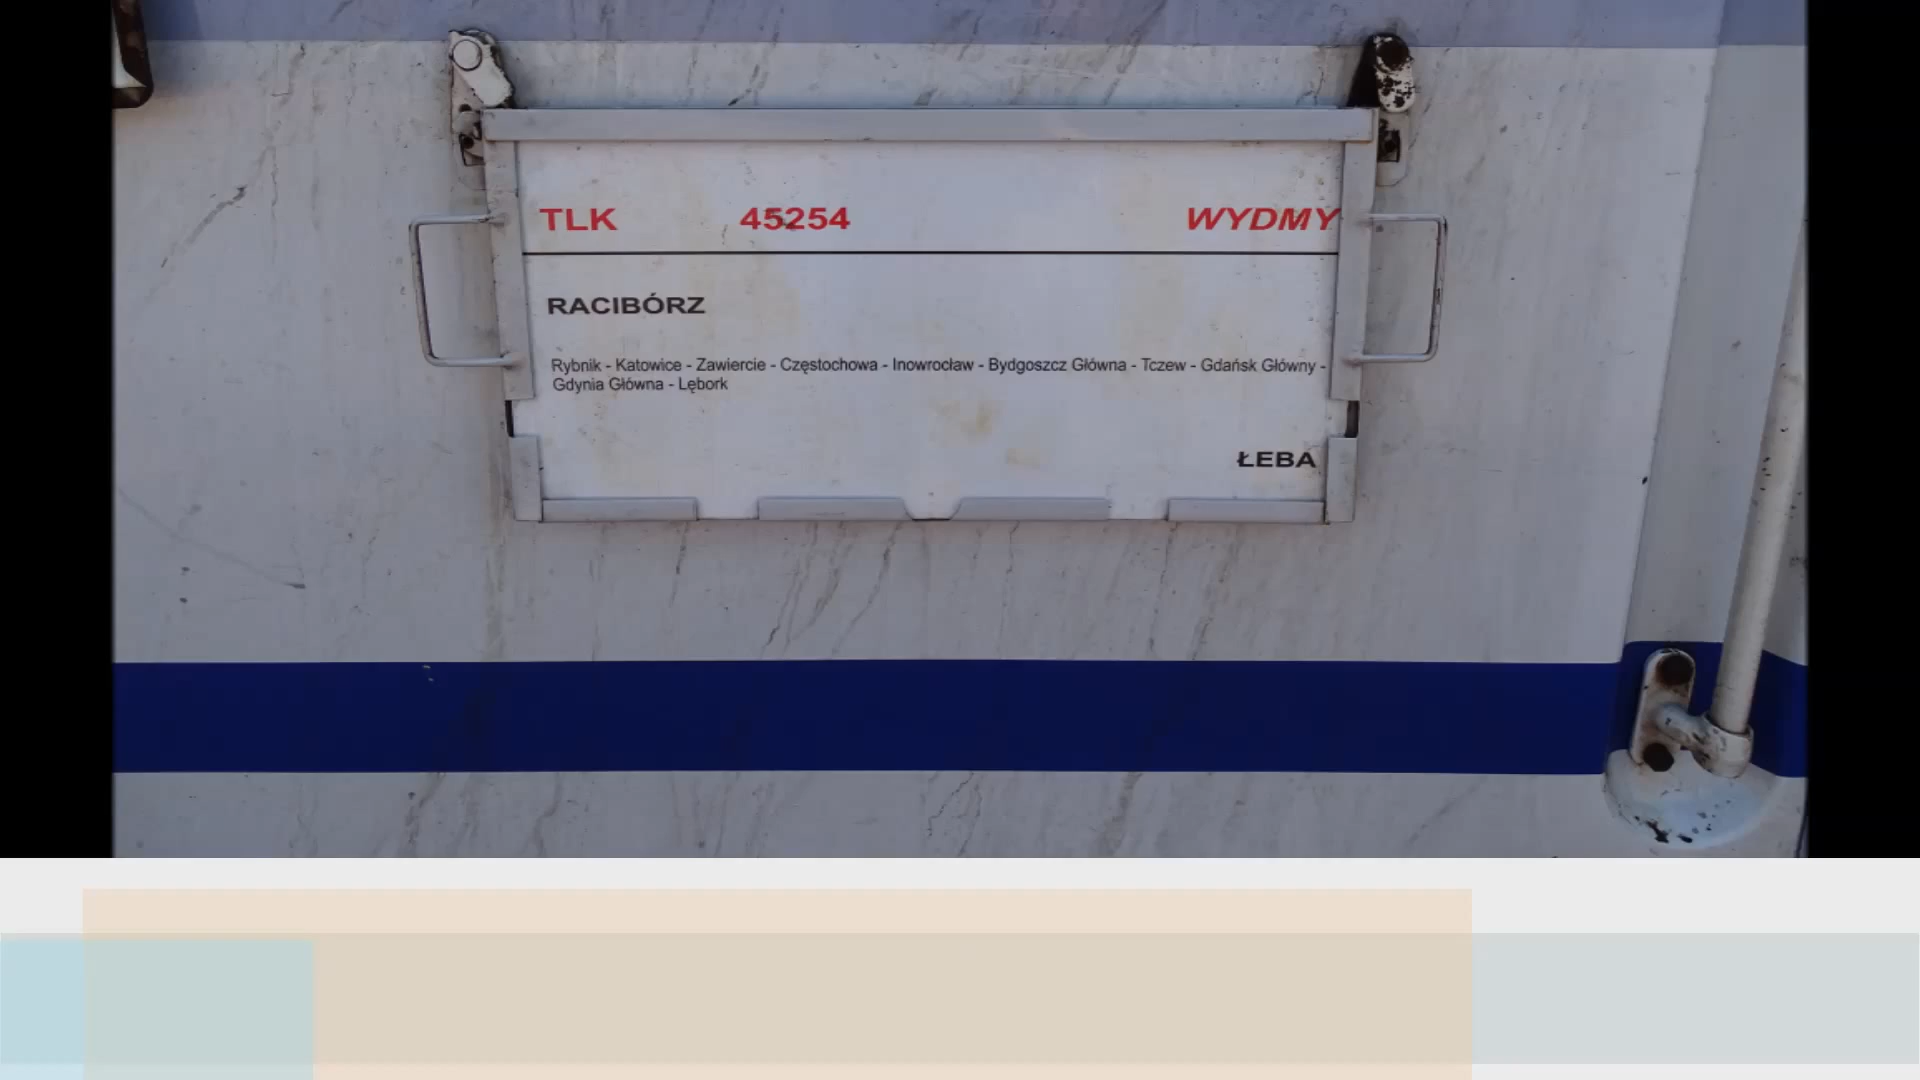 TLK 45254 WYDMY
RACIBÓRZ
Rybnik - Katowice - Zawiercie - Częstochowa - Inowrocław - Bydgoszcz Główna - Tczew - Gdańsk Główny -
Gdynia Główna - Lębork
ŁEBA